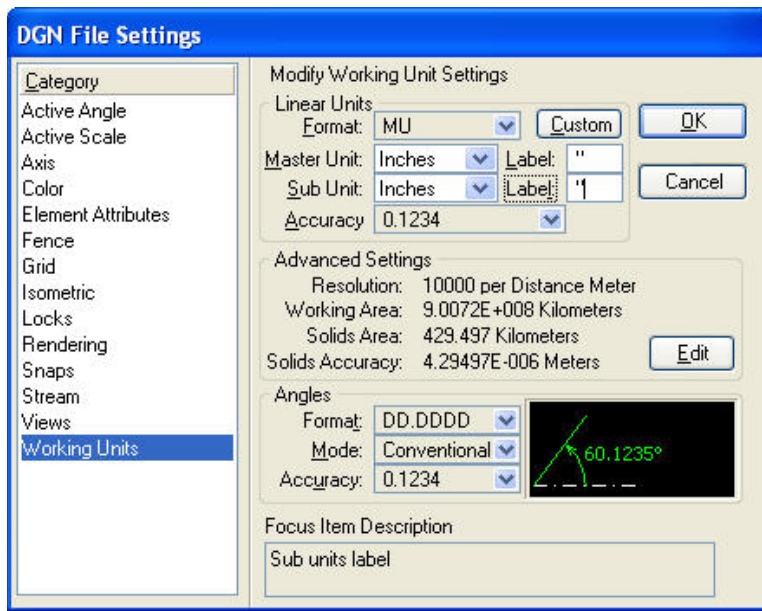 DGN File Settings
Category
Active Angle
Active Scale
Axis
Color
Element Attributes
Fence
Grid
Isometric
Locks
Rendering
Snaps
Stream
Views
Working Units
Modify Working Unit Settings
Linear Units
Format: MU Custom
Master Unit: Inches Label: "
Sub Unit: Inches Label: "
Accuracy 0.1234
OK
Cancel
Advanced Settings
Resolution: 10000 per Distance Meter
Working Area: 9.0072E+008 Kilometers
Solids Area: 429.497 Kilometers
Solids Accuracy: 4.29497E-006 Meters
Edit
Angles
Format: DD.DDDD
Mode: Conventional
Accuracy: 0.1234
60.1235°
Focus Item Description
Sub units label